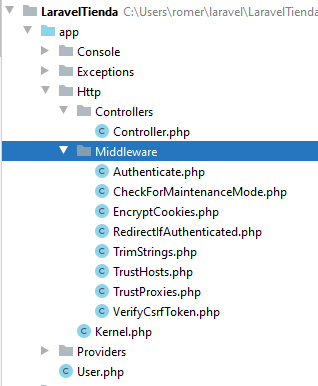 LaravelTienda C:\Users\romer\laravel\LaravelTienda
app
Console
Exceptions
Http
Controllers
Controller.php
Middleware
Authenticate.php
CheckForMaintenanceMode.php
EncryptCookies.php
RedirectIfAuthenticated.php
TrimStrings.php
TrustHosts.php
TrustProxies.php
VerifyCsrfToken.php
Kernel.php
Providers
User.php